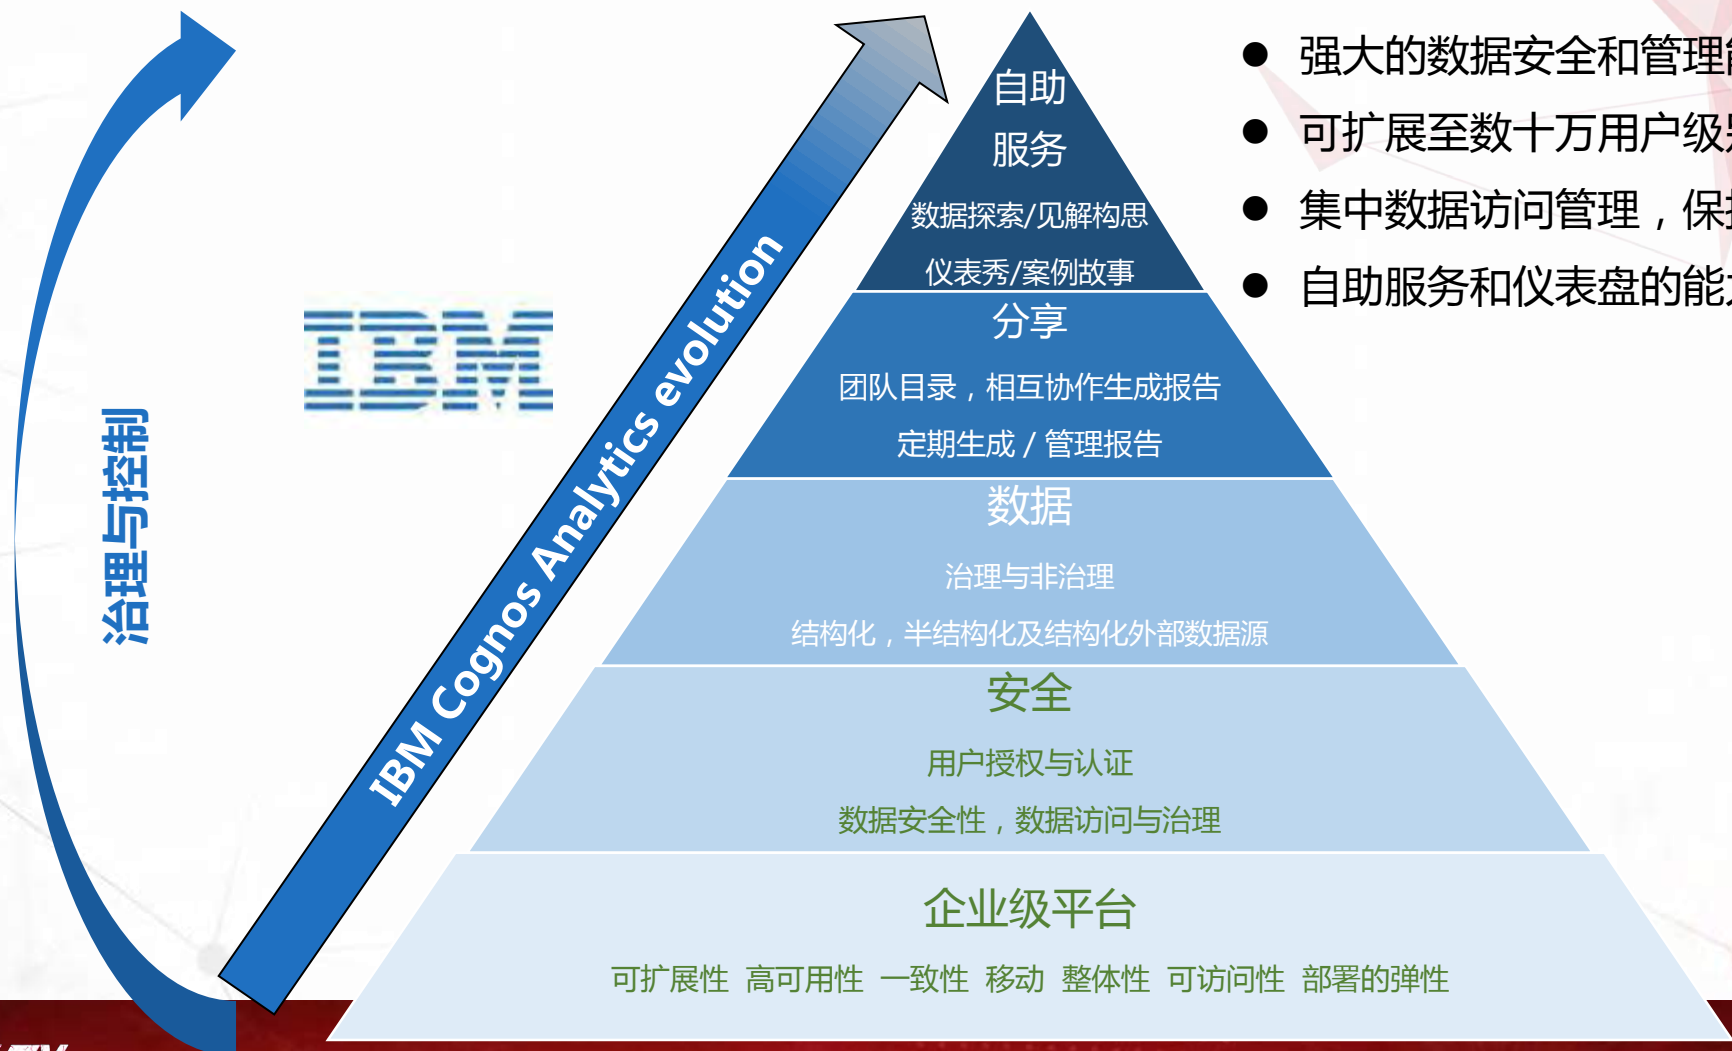 治理与控制
IBM
IBM Cognos Analytics evolution
自助
服务
数据探索/见解构思
仪表秀/案例故事
分享
团队目录，相互协作生成报告
定期生成 / 管理报告
数据
治理与非治理
结构化，半结构化及结构化外部数据源
安全
用户授权与认证
数据安全性，数据访问与治理
企业级平台
可扩展性 高可用性 一致性 移动 整体性 可访问性 部署的弹性
● 强大的数据安全和管理
● 可扩展至数十万用户级
● 集中数据访问管理，保
● 自助服务和仪表盘的能